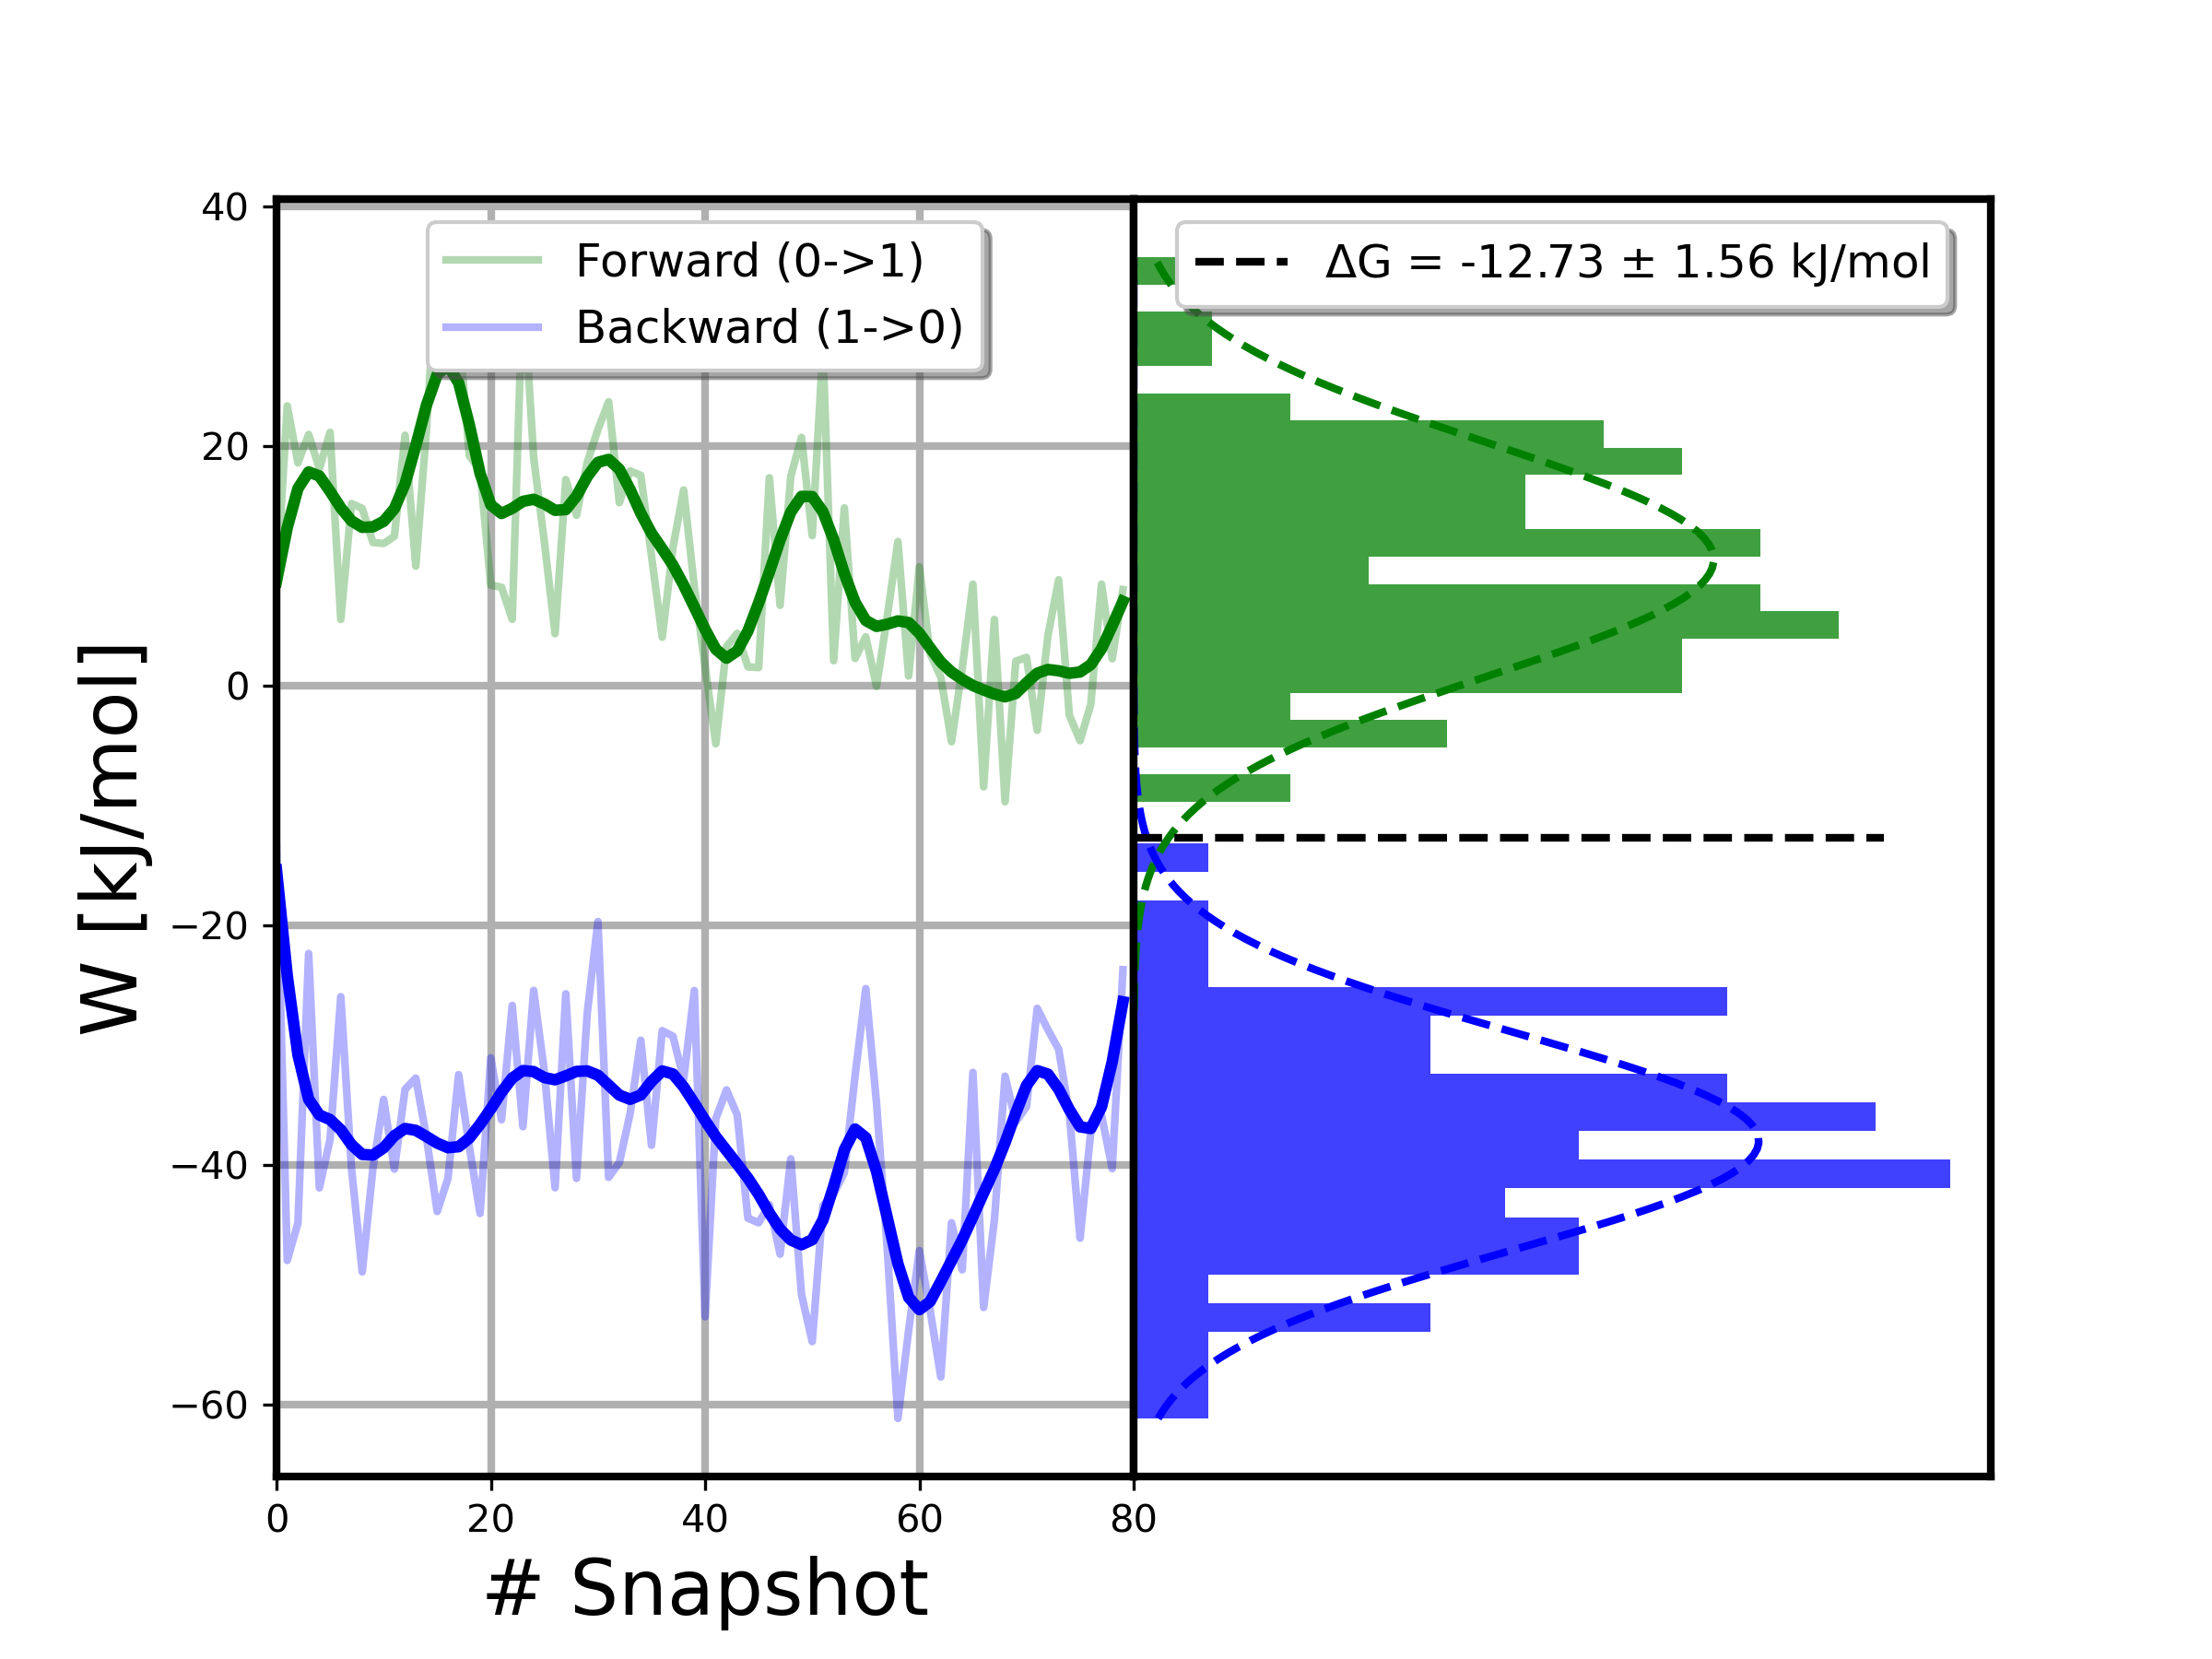 40
20
0
−20
−40
−60
W [kJ/mol]
Forward (0->1)
Backward (1->0)
ΔG = -12.73 ± 1.56 kJ/mol
0 20 40 60 80
# Snapshot